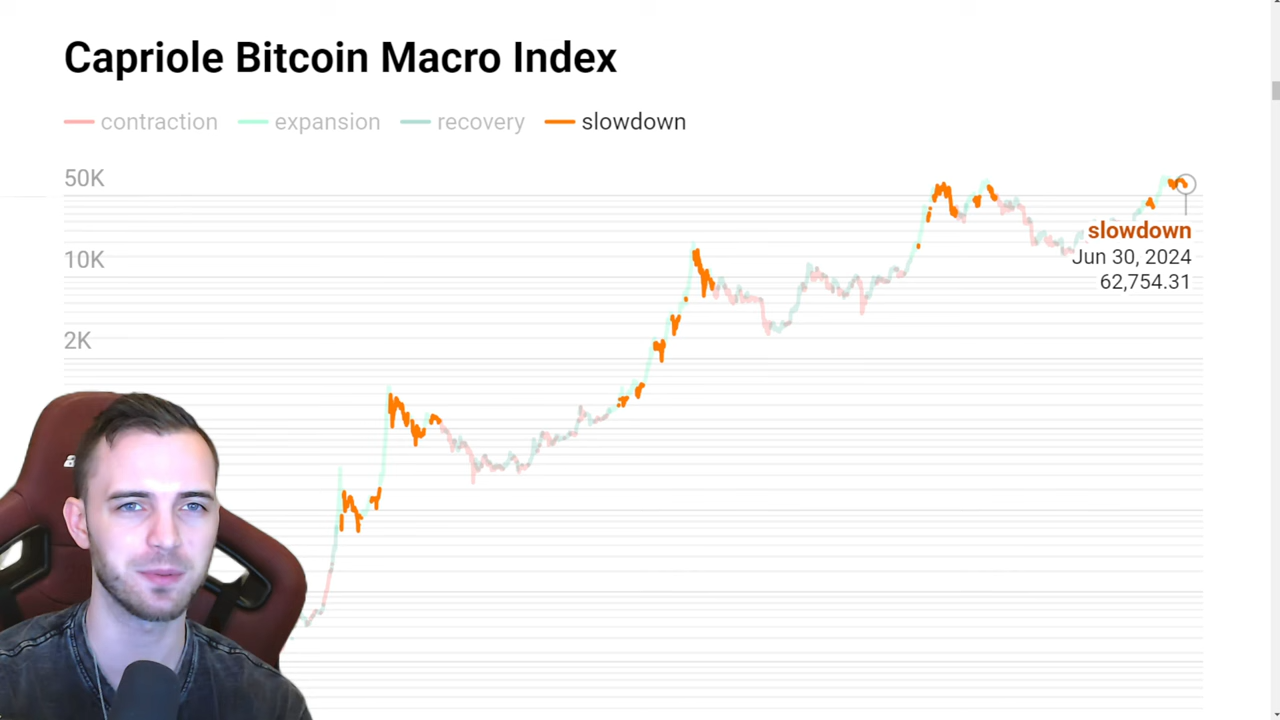 Capriole Bitcoin Macro Index
contraction expansion recovery slowdown
50K
10K
2K
slowdown
Jun 30, 2024
62,754.31